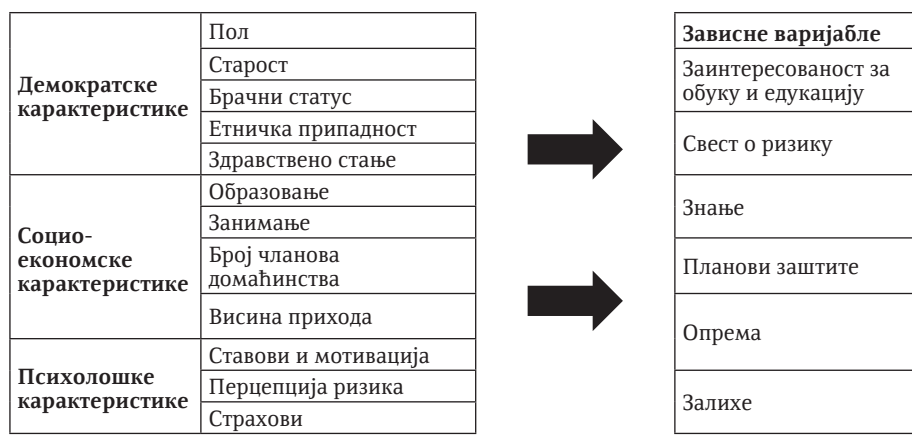 Демократске
карактеристике
Пол
Старост
Брачни статус
Етничка припадност
Здравствено стање
Социо-
економске
карактеристике
Образовање
Занимање
Број чланова
домаћинства
Висина прихода
Психолошке
карактеристике
Ставови и мотивација
Перцепција ризика
Страхови
Зависне варијабле
Заинтересованост за
обуку и едукацију
Свест о ризику
Знање
Планови заштите
Опрема
Залихе